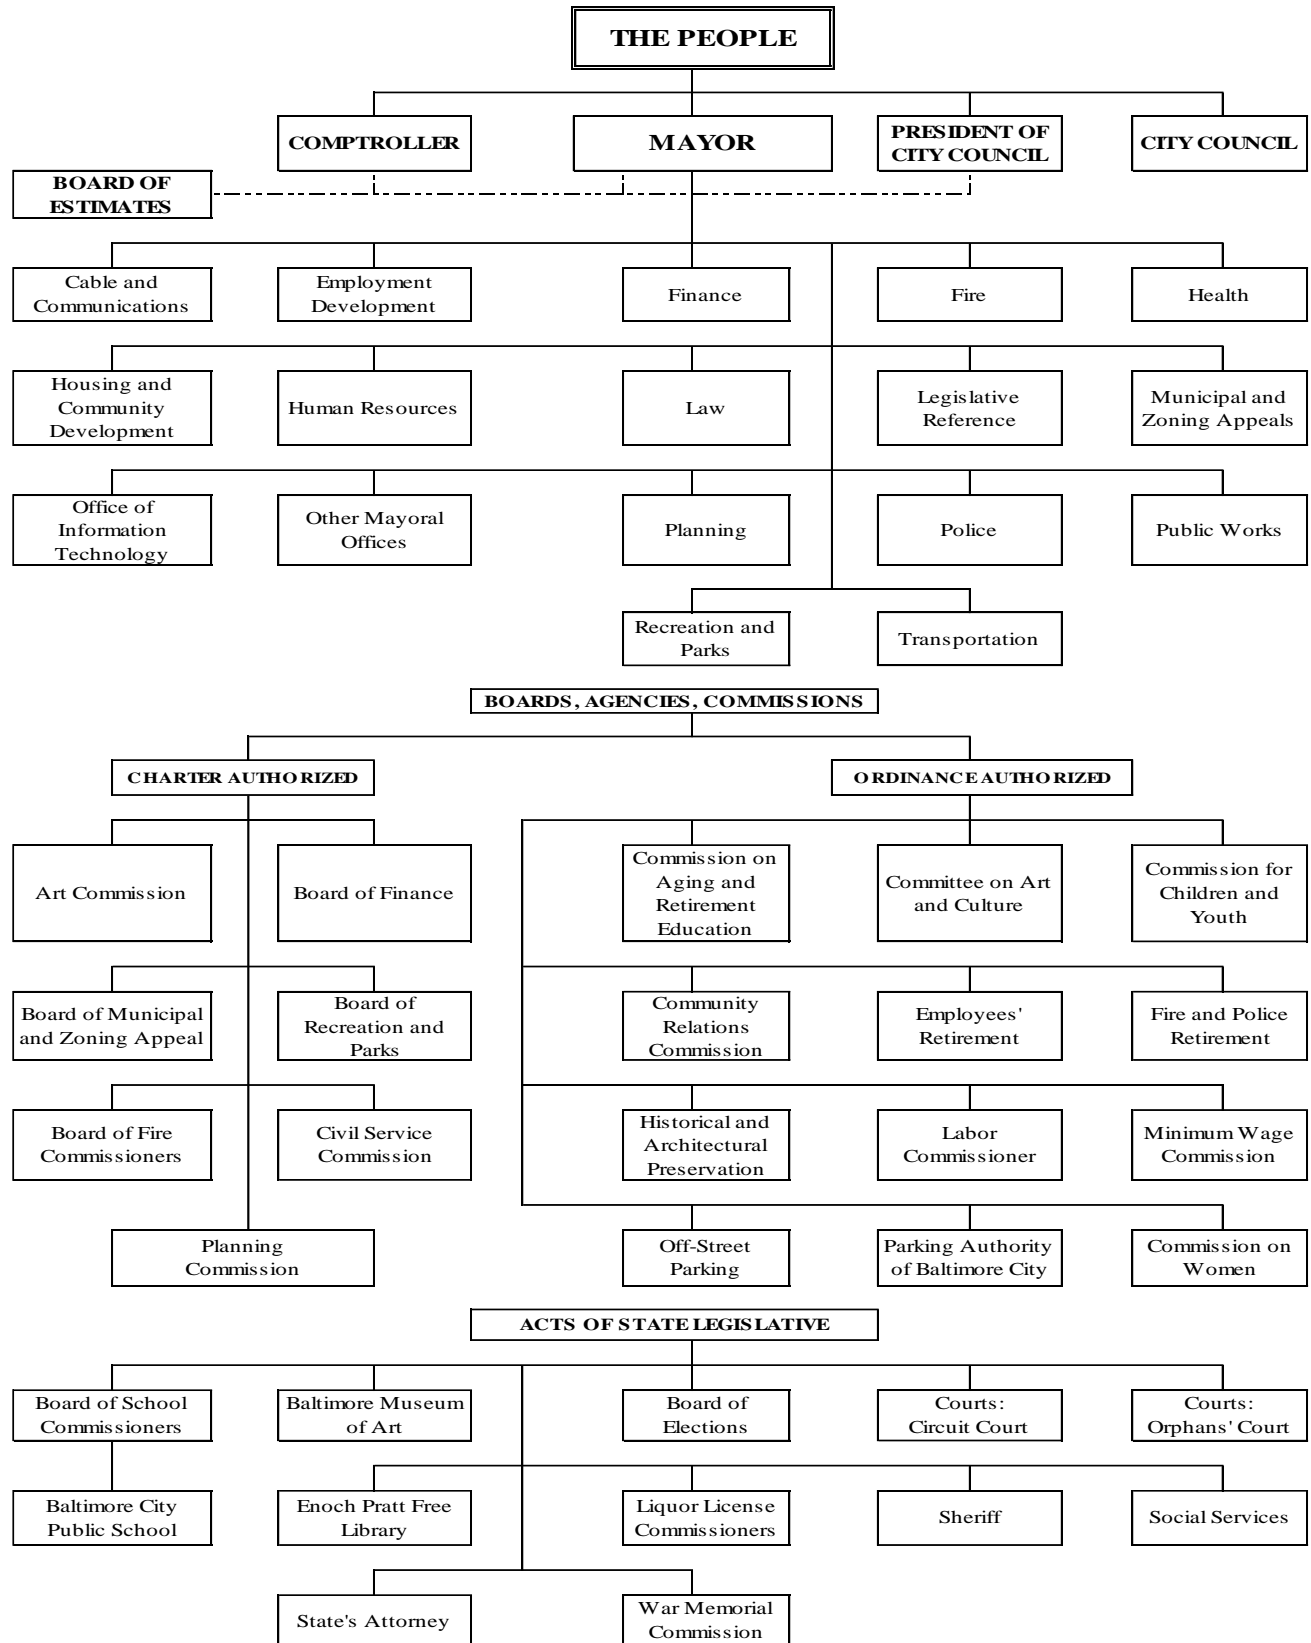 THE PEOPLE
COMPTROLLER
MAYOR
PRESIDENT OF
CITY COUNCIL
CITY COUNCIL
BOARD OF
ESTIMATES
Cable and
Communications
Employment
Development
Finance
Fire
Health
Housing and
Community
Development
Human Resources
Law
Legislative
Reference
Municipal and
Zoning Appeals
Office of
Information
Technology
Other Mayoral
Offices
Planning
Police
Public Works
Recreation and
Parks
Transportation
BOARDS, AGENCIES, COMMISSIONS
CHARTER AUTHORIZED
ORDINANCE AUTHORIZED
Art Commission
Board of Finance
Commission on
Aging and
Retirement
Education
Committee on Art
and Culture
Commission for
Children and
Youth
Board of Municipal
and Zoning Appeal
Board of
Recreation and
Parks
Community
Relations
Commission
Employees'
Retirement
Fire and Police
Retirement
Board of Fire
Commissioners
Civil Service
Commission
Historical and
Architectural
Preservation
Labor
Commissioner
Minimum Wage
Commission
Planning
Commission
Off-Street
Parking
Parking Authority
of Baltimore City
Commission on
Women
ACTS OF STATE LEGISLATIVE
Board of School
Commissioners
Baltimore Museum
of Art
Board of
Elections
Courts:
Circuit Court
Courts:
Orphans' Court
Baltimore City
Public School
Enoch Pratt Free
Library
Liquor License
Commissioners
Sheriff
Social Services
State's Attorney
War Memorial
Commission